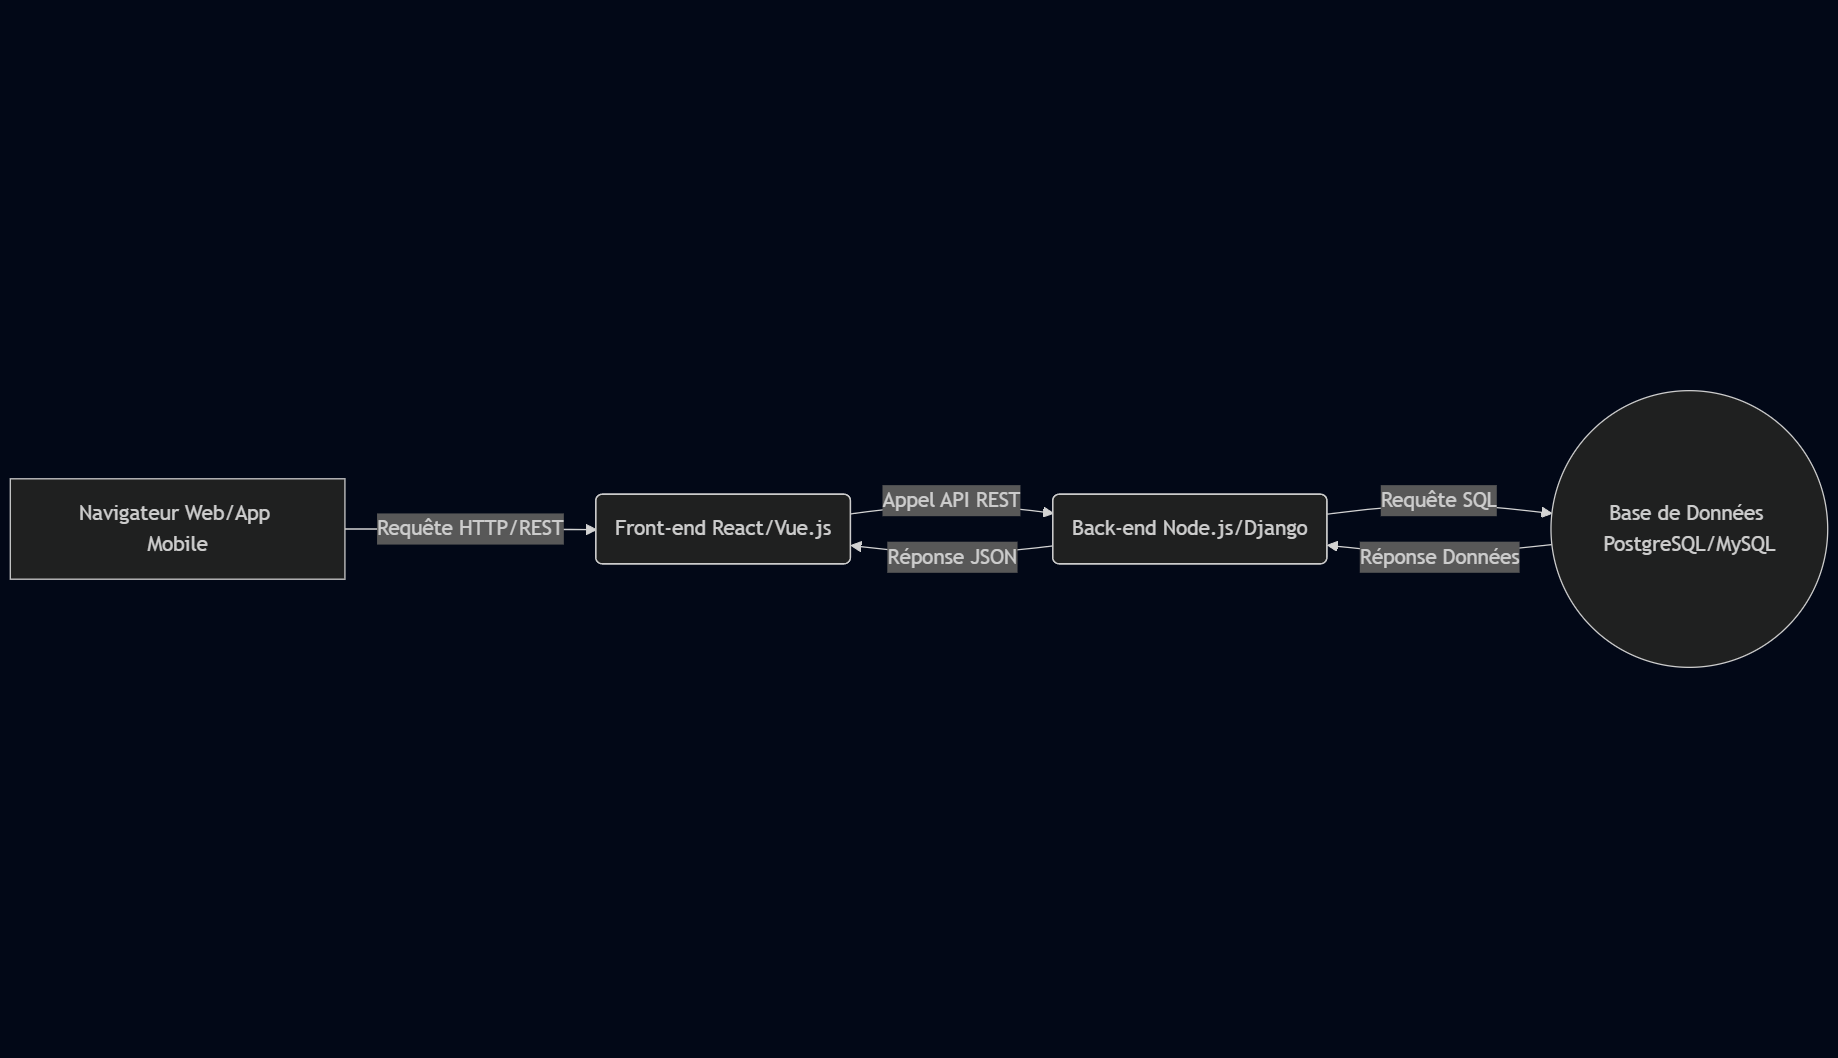 Navigateur Web/App
Mobile
Requête HTTP/REST
Front-end React/Vue.js
Appel API REST
Réponse JSON
Back-end Node.js/Django
Requête SQL
Réponse Données
Base de Données
PostgreSQL/MySQL